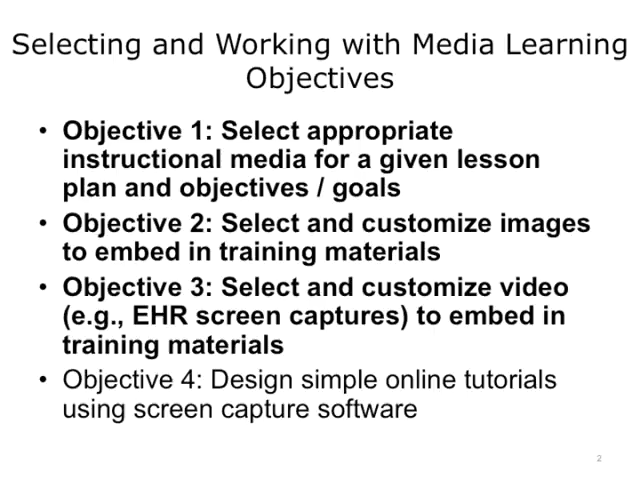 Selecting and Working with Media Learning
Objectives
• Objective 1: Select appropriate
instructional media for a given lesson
plan and objectives / goals
• Objective 2: Select and customize images
to embed in training materials
• Objective 3: Select and customize video
(e.g., EHR screen captures) to embed in
training materials
• Objective 4: Design simple online tutorials
using screen capture software
2